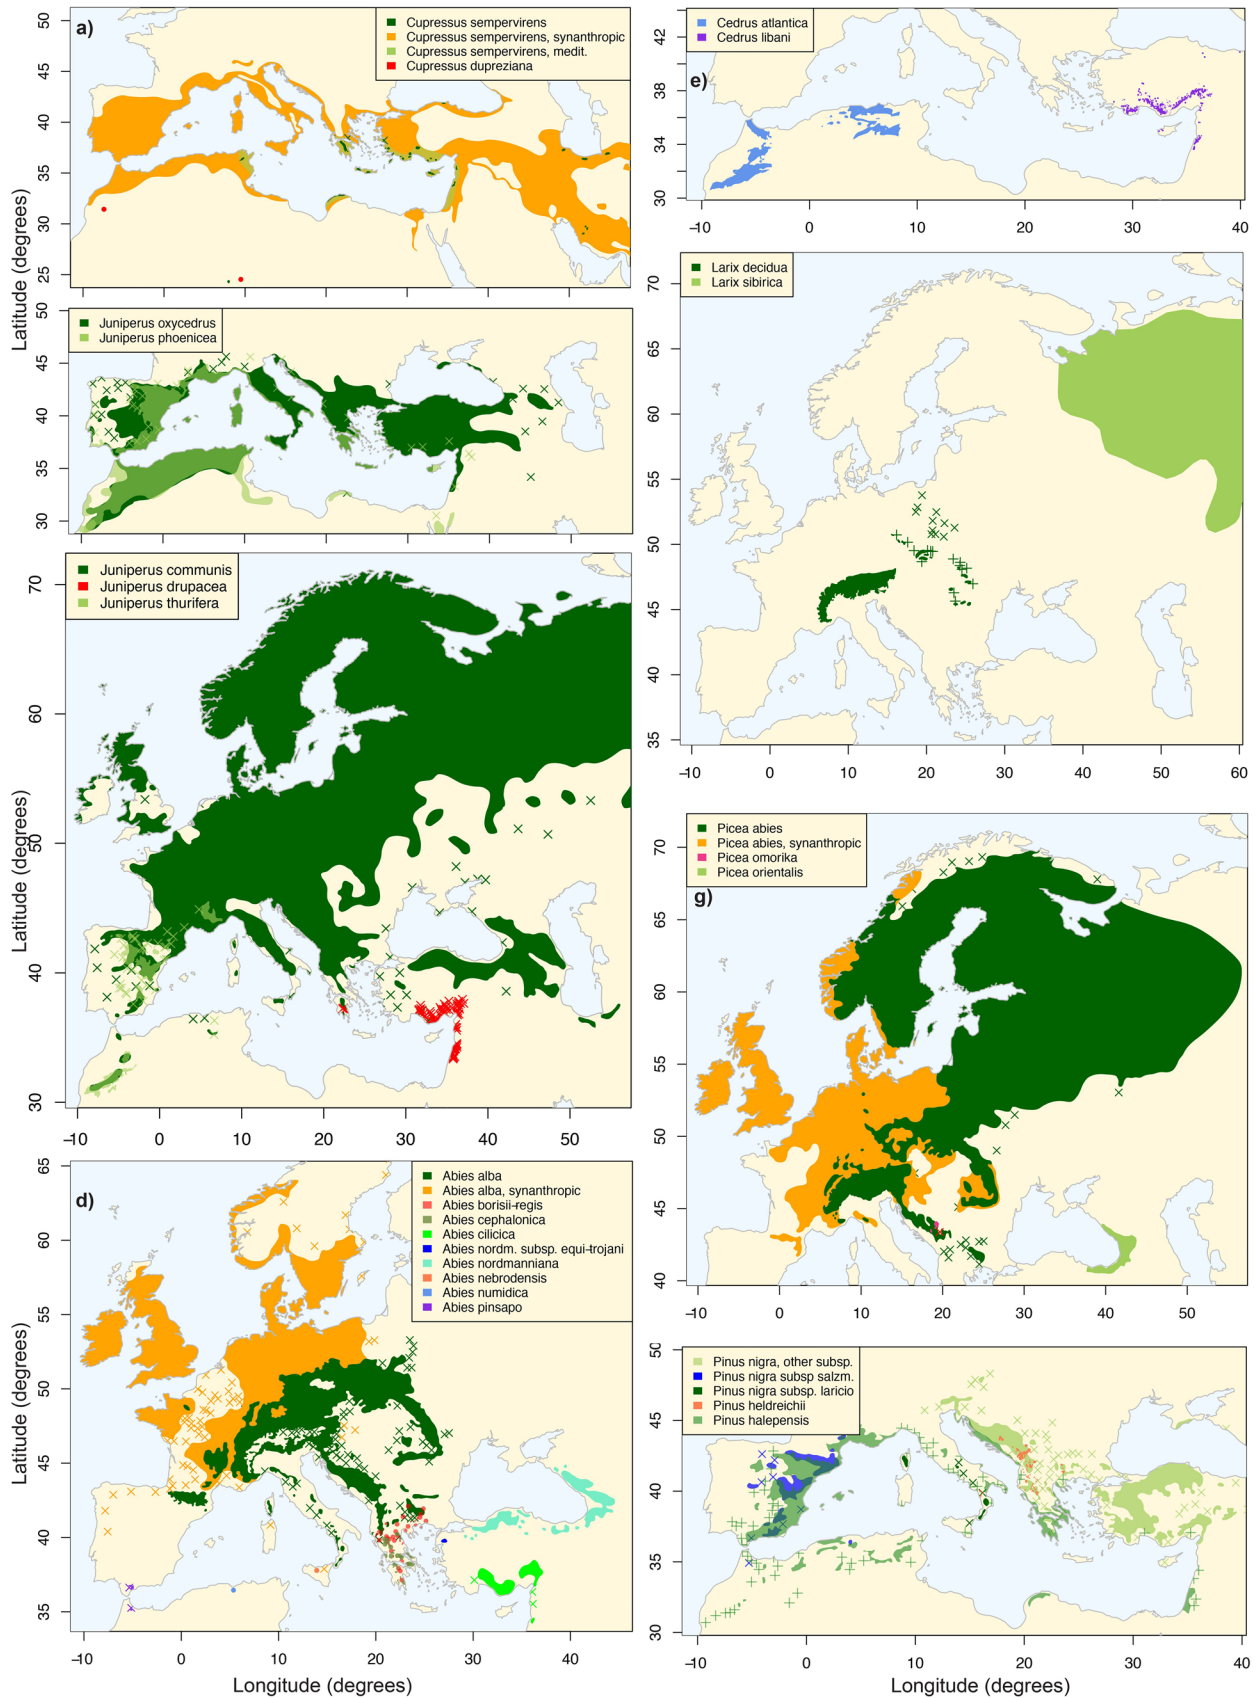 a)
Cupressus sempervirens
Cupressus sempervirens, synanthropic
Cupressus sempervirens, medit.
Cupressus dupreziana
50
45
40
35
30
25
Latitude (degrees)
Juniperus oxycedrus
Juniperus phoenicea
50
45
40
35
30
Juniperus communis
Juniperus drupacea
Juniperus thurifera
70
60
50
40
30
Latitude (degrees)
−10 0 10 20 30 40 50
d)
Abies alba
Abies alba, synanthropic
Abies borisii−regis
Abies cephalonica
Abies cilicica
Abies nordm. subsp. equi−trojani
Abies nordmanniana
Abies nebrodensis
Abies numidica
Abies pinsapo
65
60
55
50
45
40
35
Latitude (degrees)
−10 0 10 20 30 40
Longitude (degrees)
e)
Cedrus atlantica
Cedrus libani
42
38
34
30
−10 0 10 20 30 40
Larix decidua
Larix sibirica
70
65
60
55
50
45
40
35
−10 0 10 20 30 40 50 60
g)
Picea abies
Picea abies, synanthropic
Picea omorika
Picea orientalis
70
65
60
55
50
45
40
−10 0 10 20 30 40 50
Pinus nigra, other subsp.
Pinus nigra subsp salzm.
Pinus nigra subsp. laricio
Pinus heldreichii
Pinus halepensis
50
45
40
35
30
−10 0 10 20 30 40
Longitude (degrees)